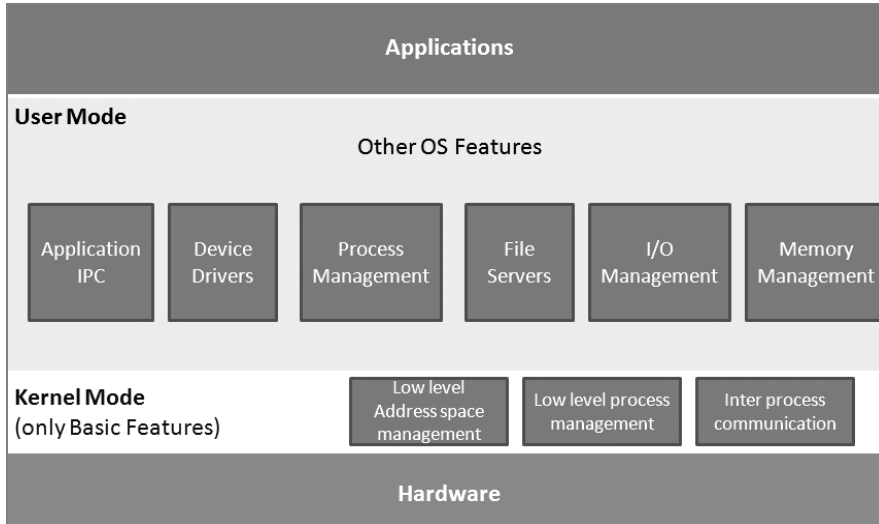 Applications
User Mode
Other OS Features
Application
IPC
Device
Drivers
Process
Management
File
Servers
I/O
Management
Memory
Management
Kernel Mode
(only Basic Features)
Low level
Address space
management
Low level process
management
Inter process
communication
Hardware